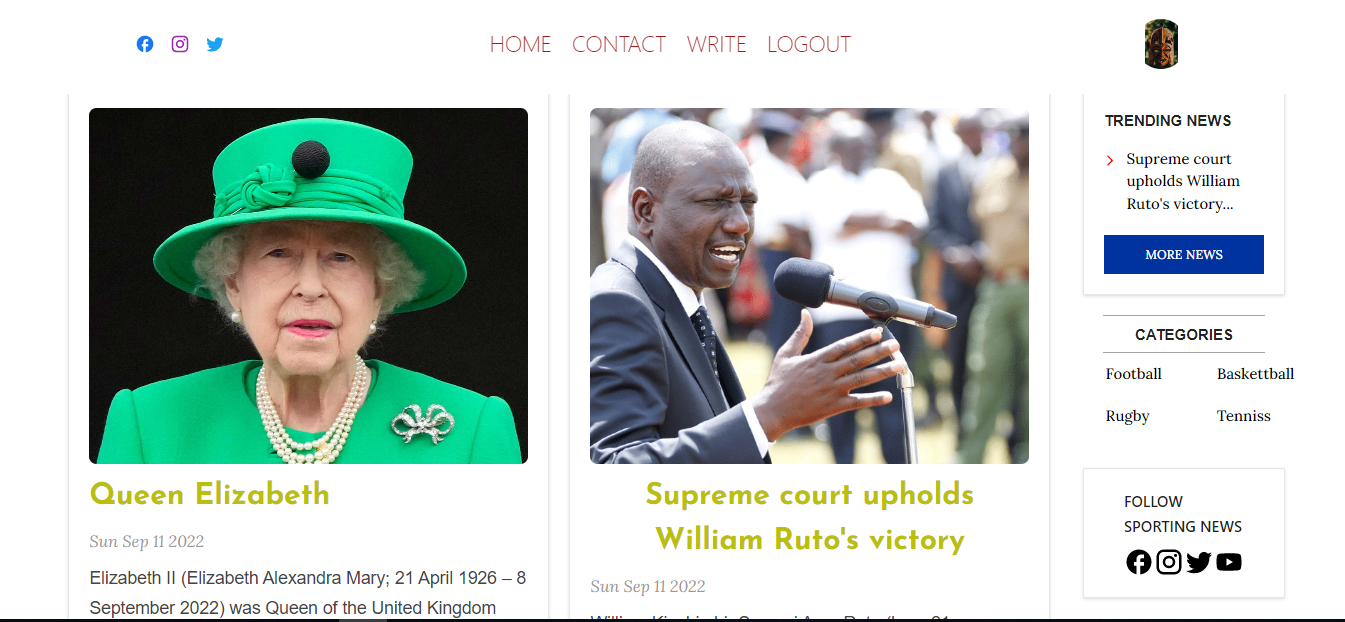 HOME CONTACT WRITE LOGOUT
Queen Elizabeth
Sun Sep 11 2022
Elizabeth II (Elizabeth Alexandra Mary; 21 April 1926 – 8
September 2022) was Queen of the United Kingdom
Supreme court upholds
William Ruto's victory
Sun Sep 11 2022
TRENDING NEWS
Supreme court
upholds William
Ruto's victory...
MORE NEWS
CATEGORIES
Football Baskettball
Rugby Tenniss
FOLLOW
SPORTING NEWS